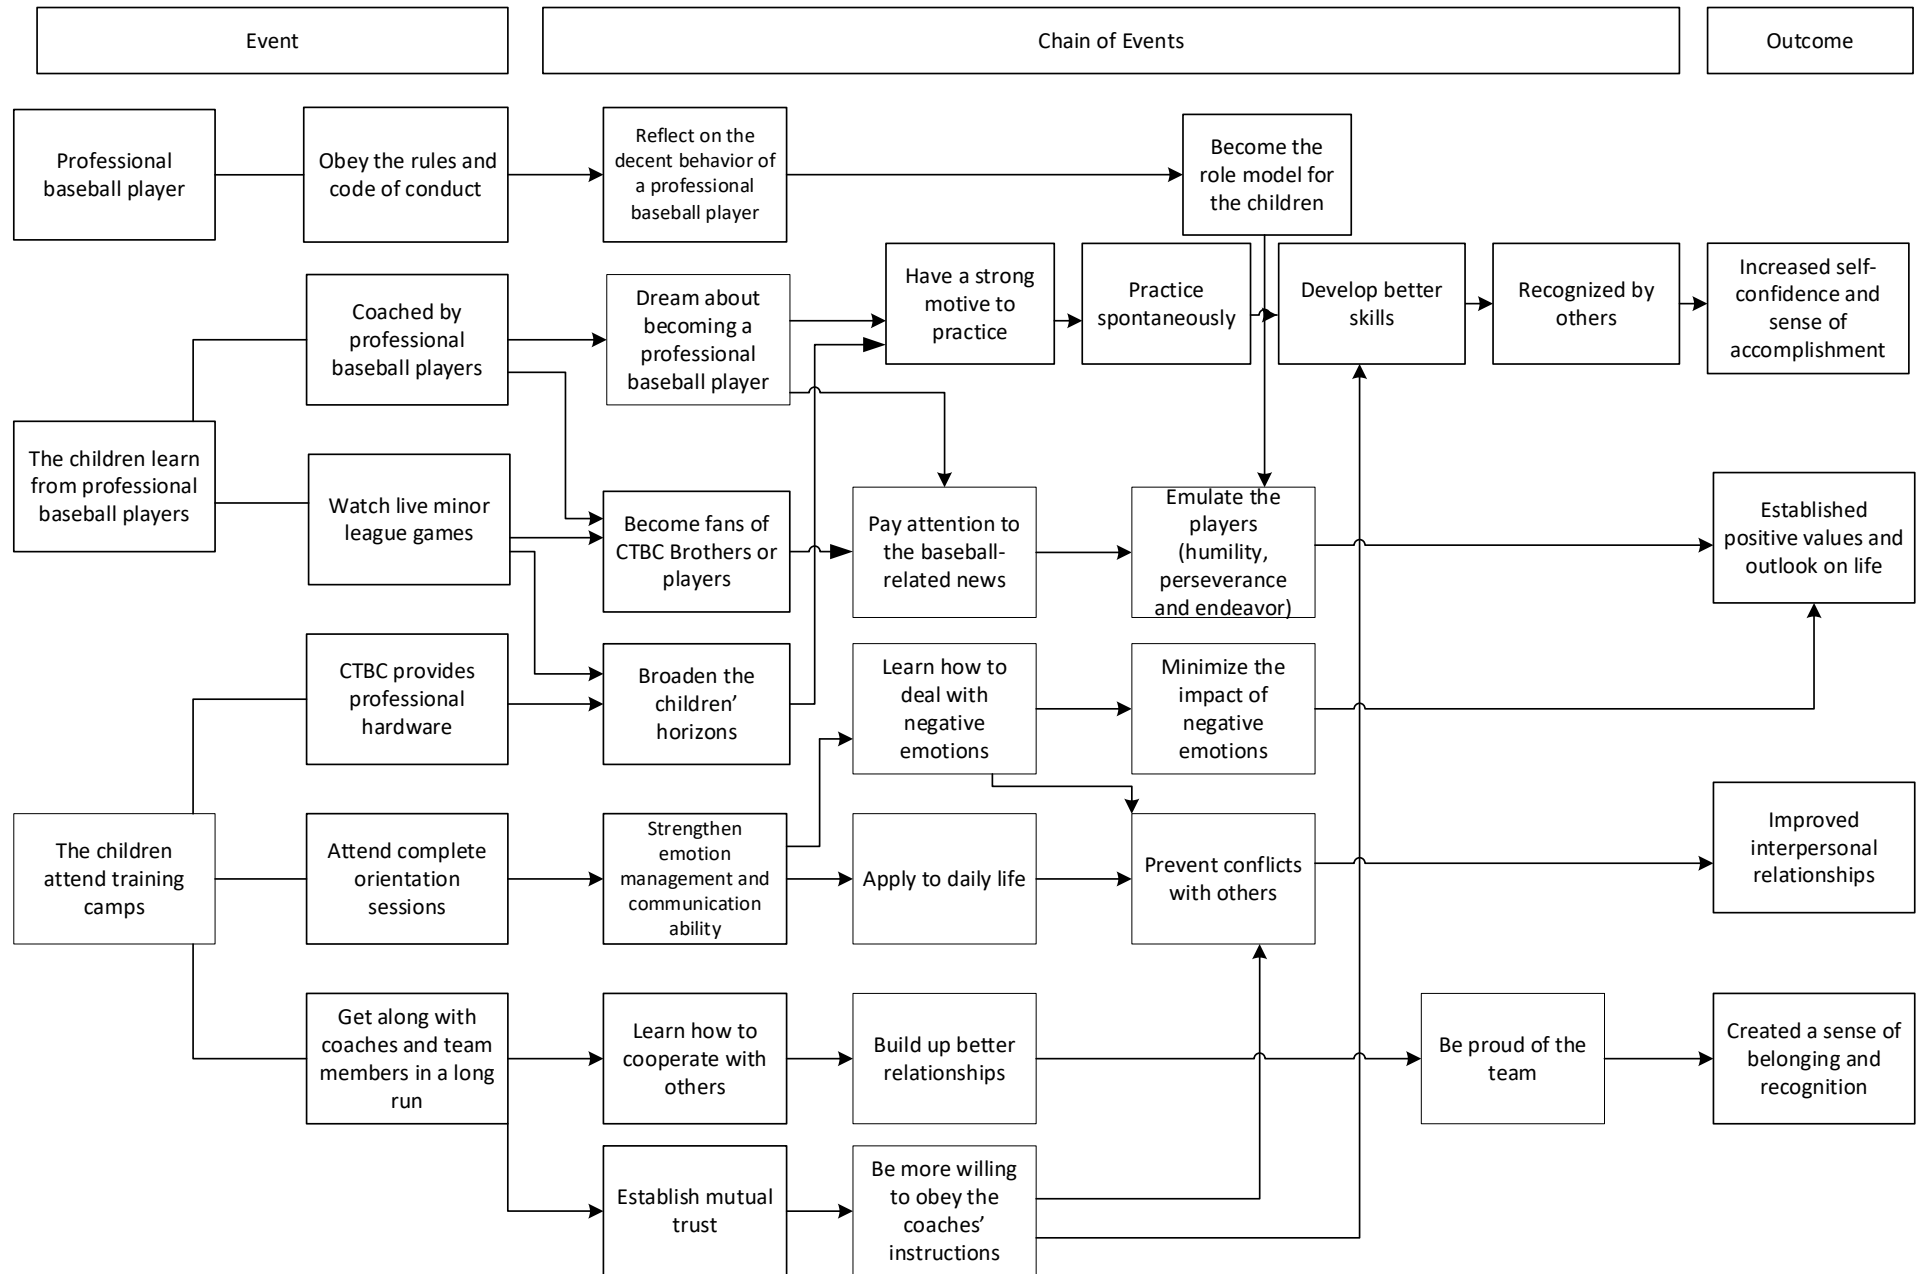 Event
Chain of Events
Outcome
Professional
baseball player
Obey the rules and
code of conduct
Reflect on the
decent behavior of
a professional
baseball player
Become the
role model for
the children
The children learn
from professional
baseball players
Coached by
professional
baseball players
Dream about
becoming a
professional
baseball player
Have a strong
motive to
practice
Practice
spontaneously
Develop better
skills
Recognized by
others
Increased self-
confidence and
sense of
accomplishment
Watch live minor
league games
Become fans of
CTBC Brothers or
players
Pay attention to
the baseball-
related news
Emulate the
players
(humility,
perseverance
and endeavor)
Established
positive values and
outlook on life
CTBC provides
professional
hardware
Broaden the
children’
horizons
Learn how to
deal with
negative
emotions
Minimize the
impact of
negative
emotions
The children
attend training
camps
Attend complete
orientation
sessions
Strengthen
emotion
management and
communication
ability
Apply to daily life
Prevent conflicts
with others
Improved
interpersonal
relationships
Get along with
coaches and team
members in a long
run
Learn how to
cooperate with
others
Build up better
relationships
Be proud of the
team
Created a sense of
belonging and
recognition
Establish mutual
trust
Be more willing
to obey the
coaches’
instructions